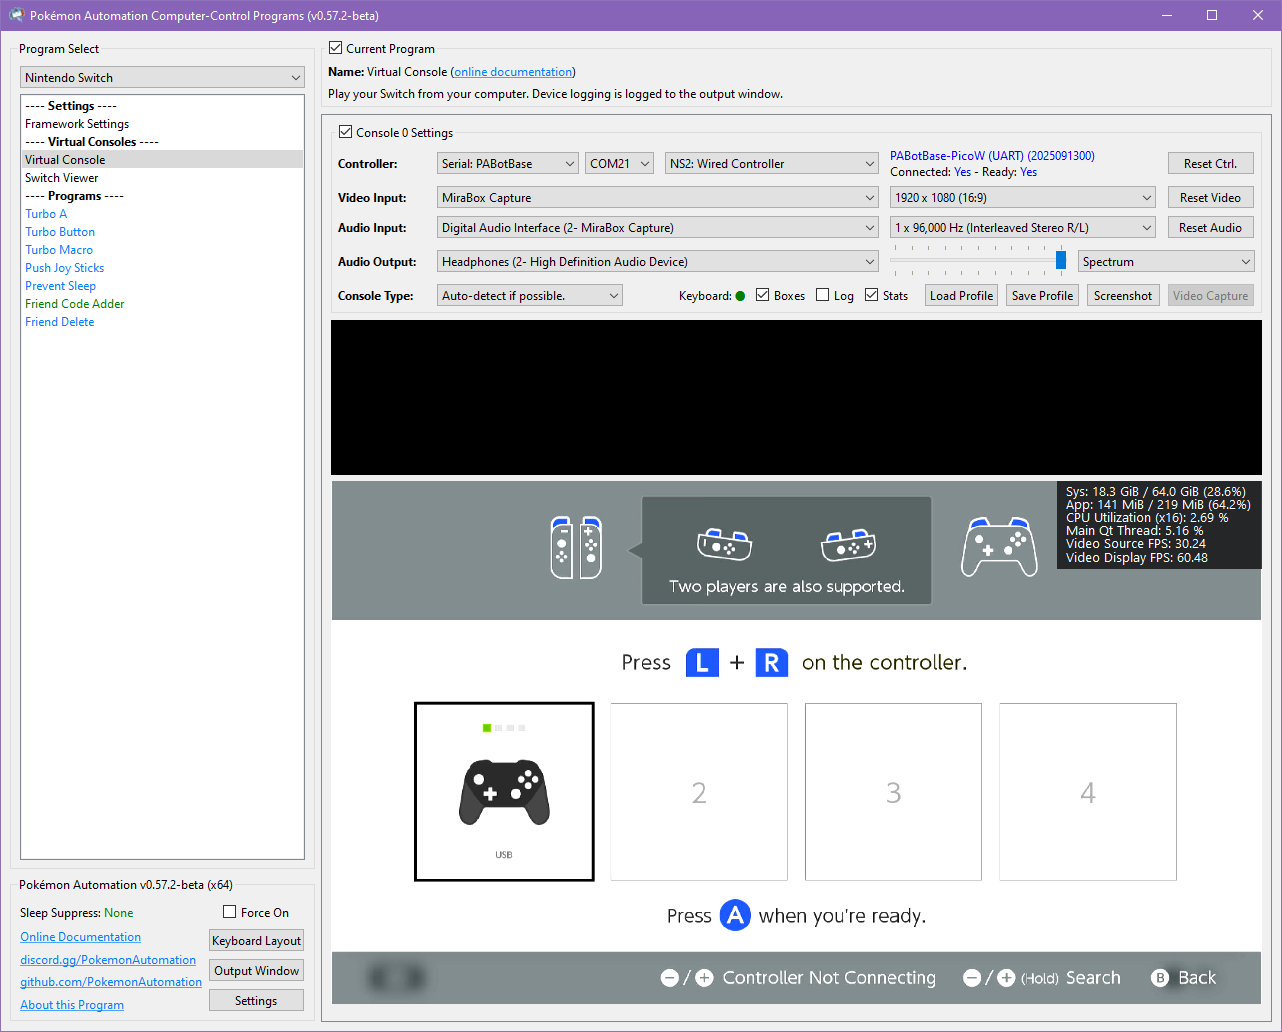 Pokémon Automation Computer-Control Programs (v0.57.2-beta)
Program Select
Nintendo Switch
---- Settings ----
Framework Settings
---- Virtual Consoles ----
Virtual Console
Switch Viewer
---- Programs ----
Turbo A
Turbo Button
Turbo Macro
Push Joy Sticks
Prevent Sleep
Friend Code Adder
Friend Delete
Pokémon Automation v0.57.2-beta (x64)
Sleep Suppress: None
Force On
Online Documentation
Keyboard Layout
discord.gg/PokemonAutomation
Output Window
github.com/PokemonAutomation
About this Program
Settings
Current Program
Name: Virtual Console (online documentation)
Play your Switch from your computer. Device logging is logged to the output window.
Console 0 Settings
Controller: Serial: PABotBase COM21 NS2: Wired Controller
PABotBase-PicoW (UART) (2025091300)
Connected: Yes - Ready: Yes
Reset Ctrl.
Video Input: MiraBox Capture 1920 x 1080 (16:9) Reset Video
Audio Input: Digital Audio Interface (2- MiraBox Capture) 1 x 96,000 Hz (Interleaved Stereo R/L) Reset Audio
Audio Output: Headphones (2- High Definition Audio Device) Spectrum
Console Type: Auto-detect if possible. Keyboard: Boxes Log Stats Load Profile Save Profile Screenshot Video Capture
Sys: 18.3 GiB / 64.0 GiB (28.6%)
App: 141 MiB / 219 MiB (64.2%)
CPU Utilization (x16): 2.69 %
Main Qt Thread: 5.16 %
Video Source FPS: 30.24
Video Display FPS: 60.48
Two players are also supported.
Press L + R on the controller.
USB
2
3
4
Press A when you're ready.
−/+ Controller Not Connecting −/+ (Hold) Search B Back